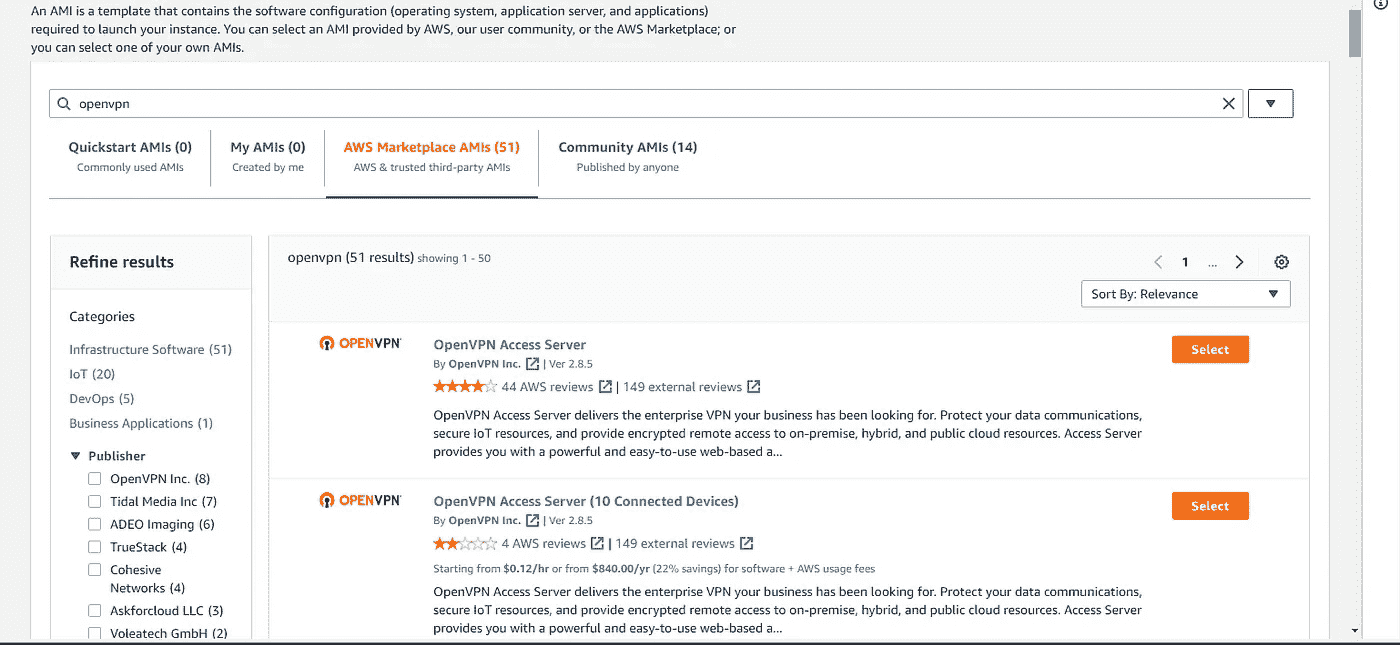 An AMI is a template that contains the software configuration (operating system, application server, and applications)
required to launch your instance. You can select an AMI provided by AWS, our user community, or the AWS Marketplace; or
you can select one of your own AMIs.
openvpn
Quickstart AMIs (0)
Commonly used AMIs
My AMIs (0)
Created by me
AWS Marketplace AMIs (51)
AWS & trusted third-party AMIs
Community AMIs (14)
Published by anyone
Refine results
Categories
Infrastructure Software (51)
IoT (20)
DevOps (5)
Business Applications (1)
Publisher
OpenVPN Inc. (8)
Tidal Media Inc (7)
ADEO Imaging (6)
TrueStack (4)
Cohesive
Networks (4)
Askforcloud LLC (3)
Voleatech GmbH (2)
openvpn (51 results) showing 1 - 50
1 ...
Sort By: Relevance
OPENVPN
OpenVPN Access Server
By OpenVPN Inc. | Ver 2.8.5
44 AWS reviews | 149 external reviews
OpenVPN Access Server delivers the enterprise VPN your business has been looking for. Protect your data communications,
secure IoT resources, and provide encrypted remote access to on-premise, hybrid, and public cloud resources. Access Server
provides you with a powerful and easy-to-use web-based a...
Select
OPENVPN
OpenVPN Access Server (10 Connected Devices)
By OpenVPN Inc. | Ver 2.8.5
4 AWS reviews | 149 external reviews
Starting from $0.12/hr or from $840.00/yr (22% savings) for software + AWS usage fees
OpenVPN Access Server delivers the enterprise VPN your business has been looking for. Protect your data communications,
secure IoT resources, and provide encrypted remote access to on-premise, hybrid, and public cloud resources. Access Server
provides you with a powerful and easy-to-use web-based a...
Select